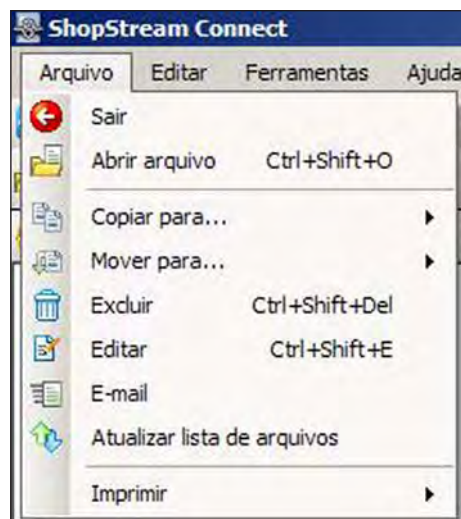 ShopStream Connect
Arquivo Editar Ferramentas Ajuda
Sair
Abrir arquivo Ctrl+Shift+O
Copiar para...
Mover para...
Excluir Ctrl+Shift+Del
Editar Ctrl+Shift+E
E-mail
Atualizar lista de arquivos
Imprimir